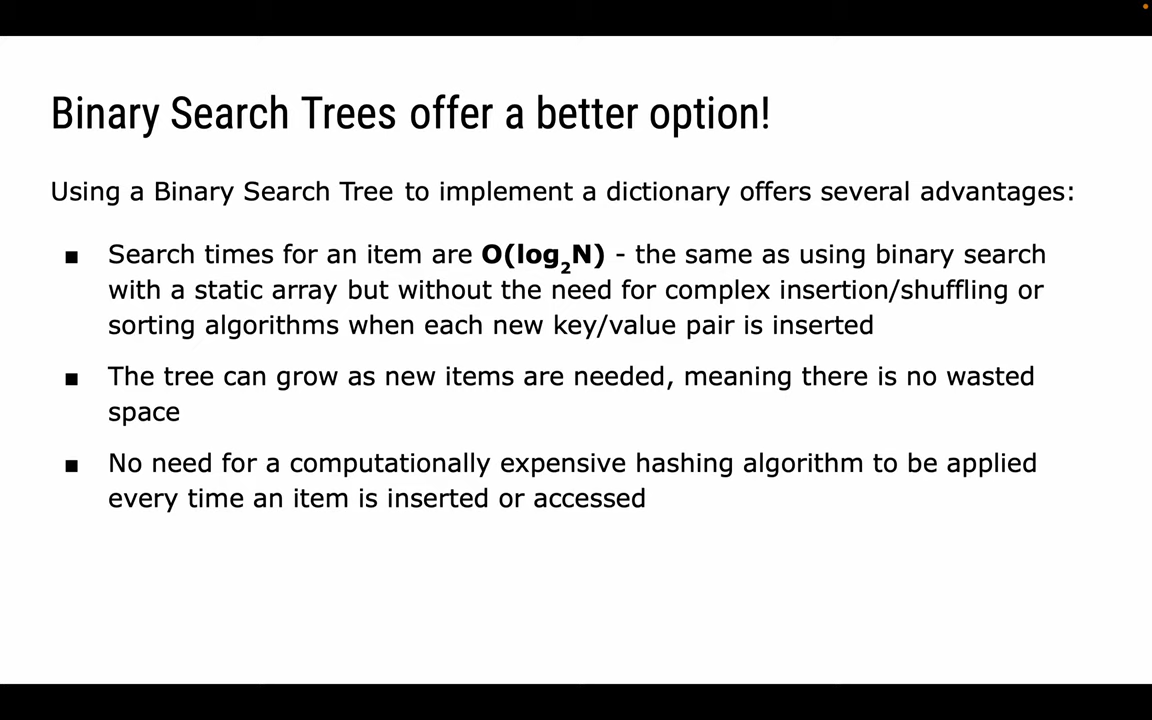 Binary Search Trees offer a better option!
Using a Binary Search Tree to implement a dictionary offers several advantages:
■ Search times for an item are O(log₂N) - the same as using binary search
with a static array but without the need for complex insertion/shuffling or
sorting algorithms when each new key/value pair is inserted
■ The tree can grow as new items are needed, meaning there is no wasted
space
■ No need for a computationally expensive hashing algorithm to be applied
every time an item is inserted or accessed